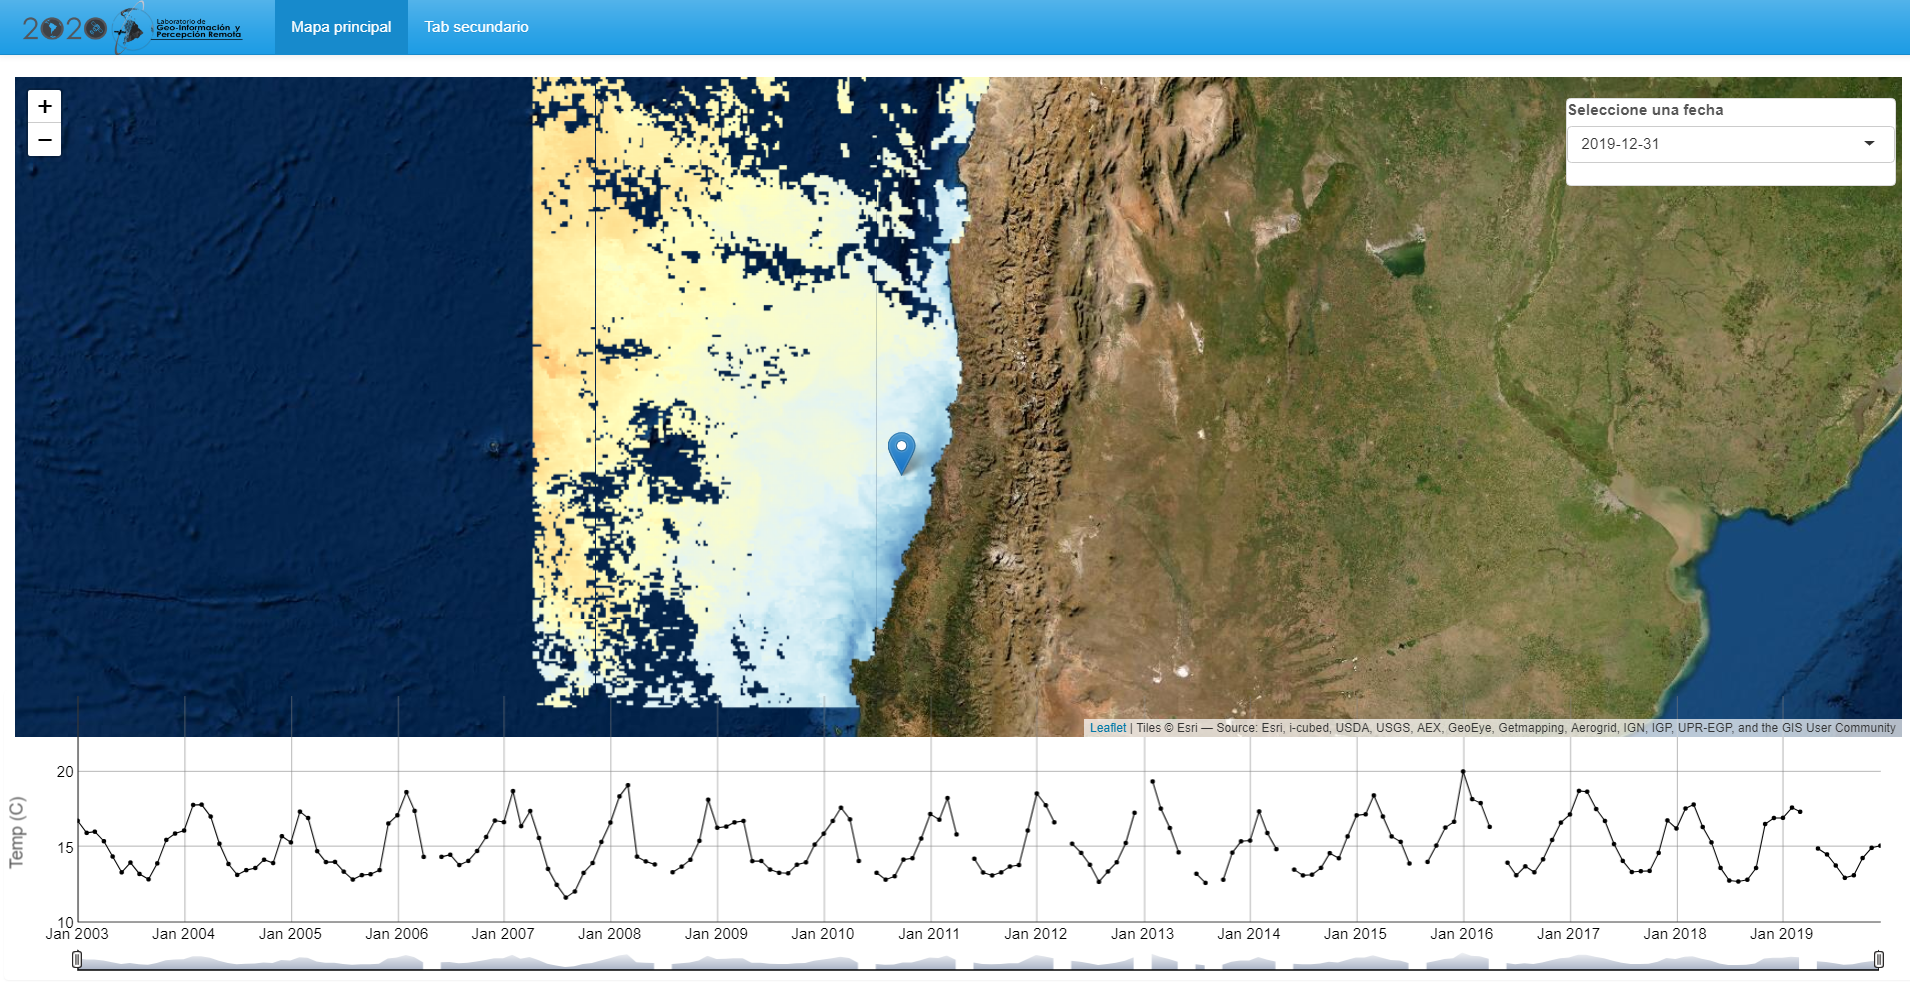 2020
Laboratorio de
Geo-Información y
Percepción Remota
Mapa principal
Tab secundario
+
−
Seleccione una fecha
2019-12-31
Leaflet | Tiles © Esri — Source: Esri, i-cubed, USDA, USGS, AEX, GeoEye, Getmapping, Aerogrid, IGN, IGP, UPR-EGP, and the GIS User Community
Temp (C)
20
15
10
Jan 2003 Jan 2004 Jan 2005 Jan 2006 Jan 2007 Jan 2008 Jan 2009 Jan 2010 Jan 2011 Jan 2012 Jan 2013 Jan 2014 Jan 2015 Jan 2016 Jan 2017 Jan 2018 Jan 2019